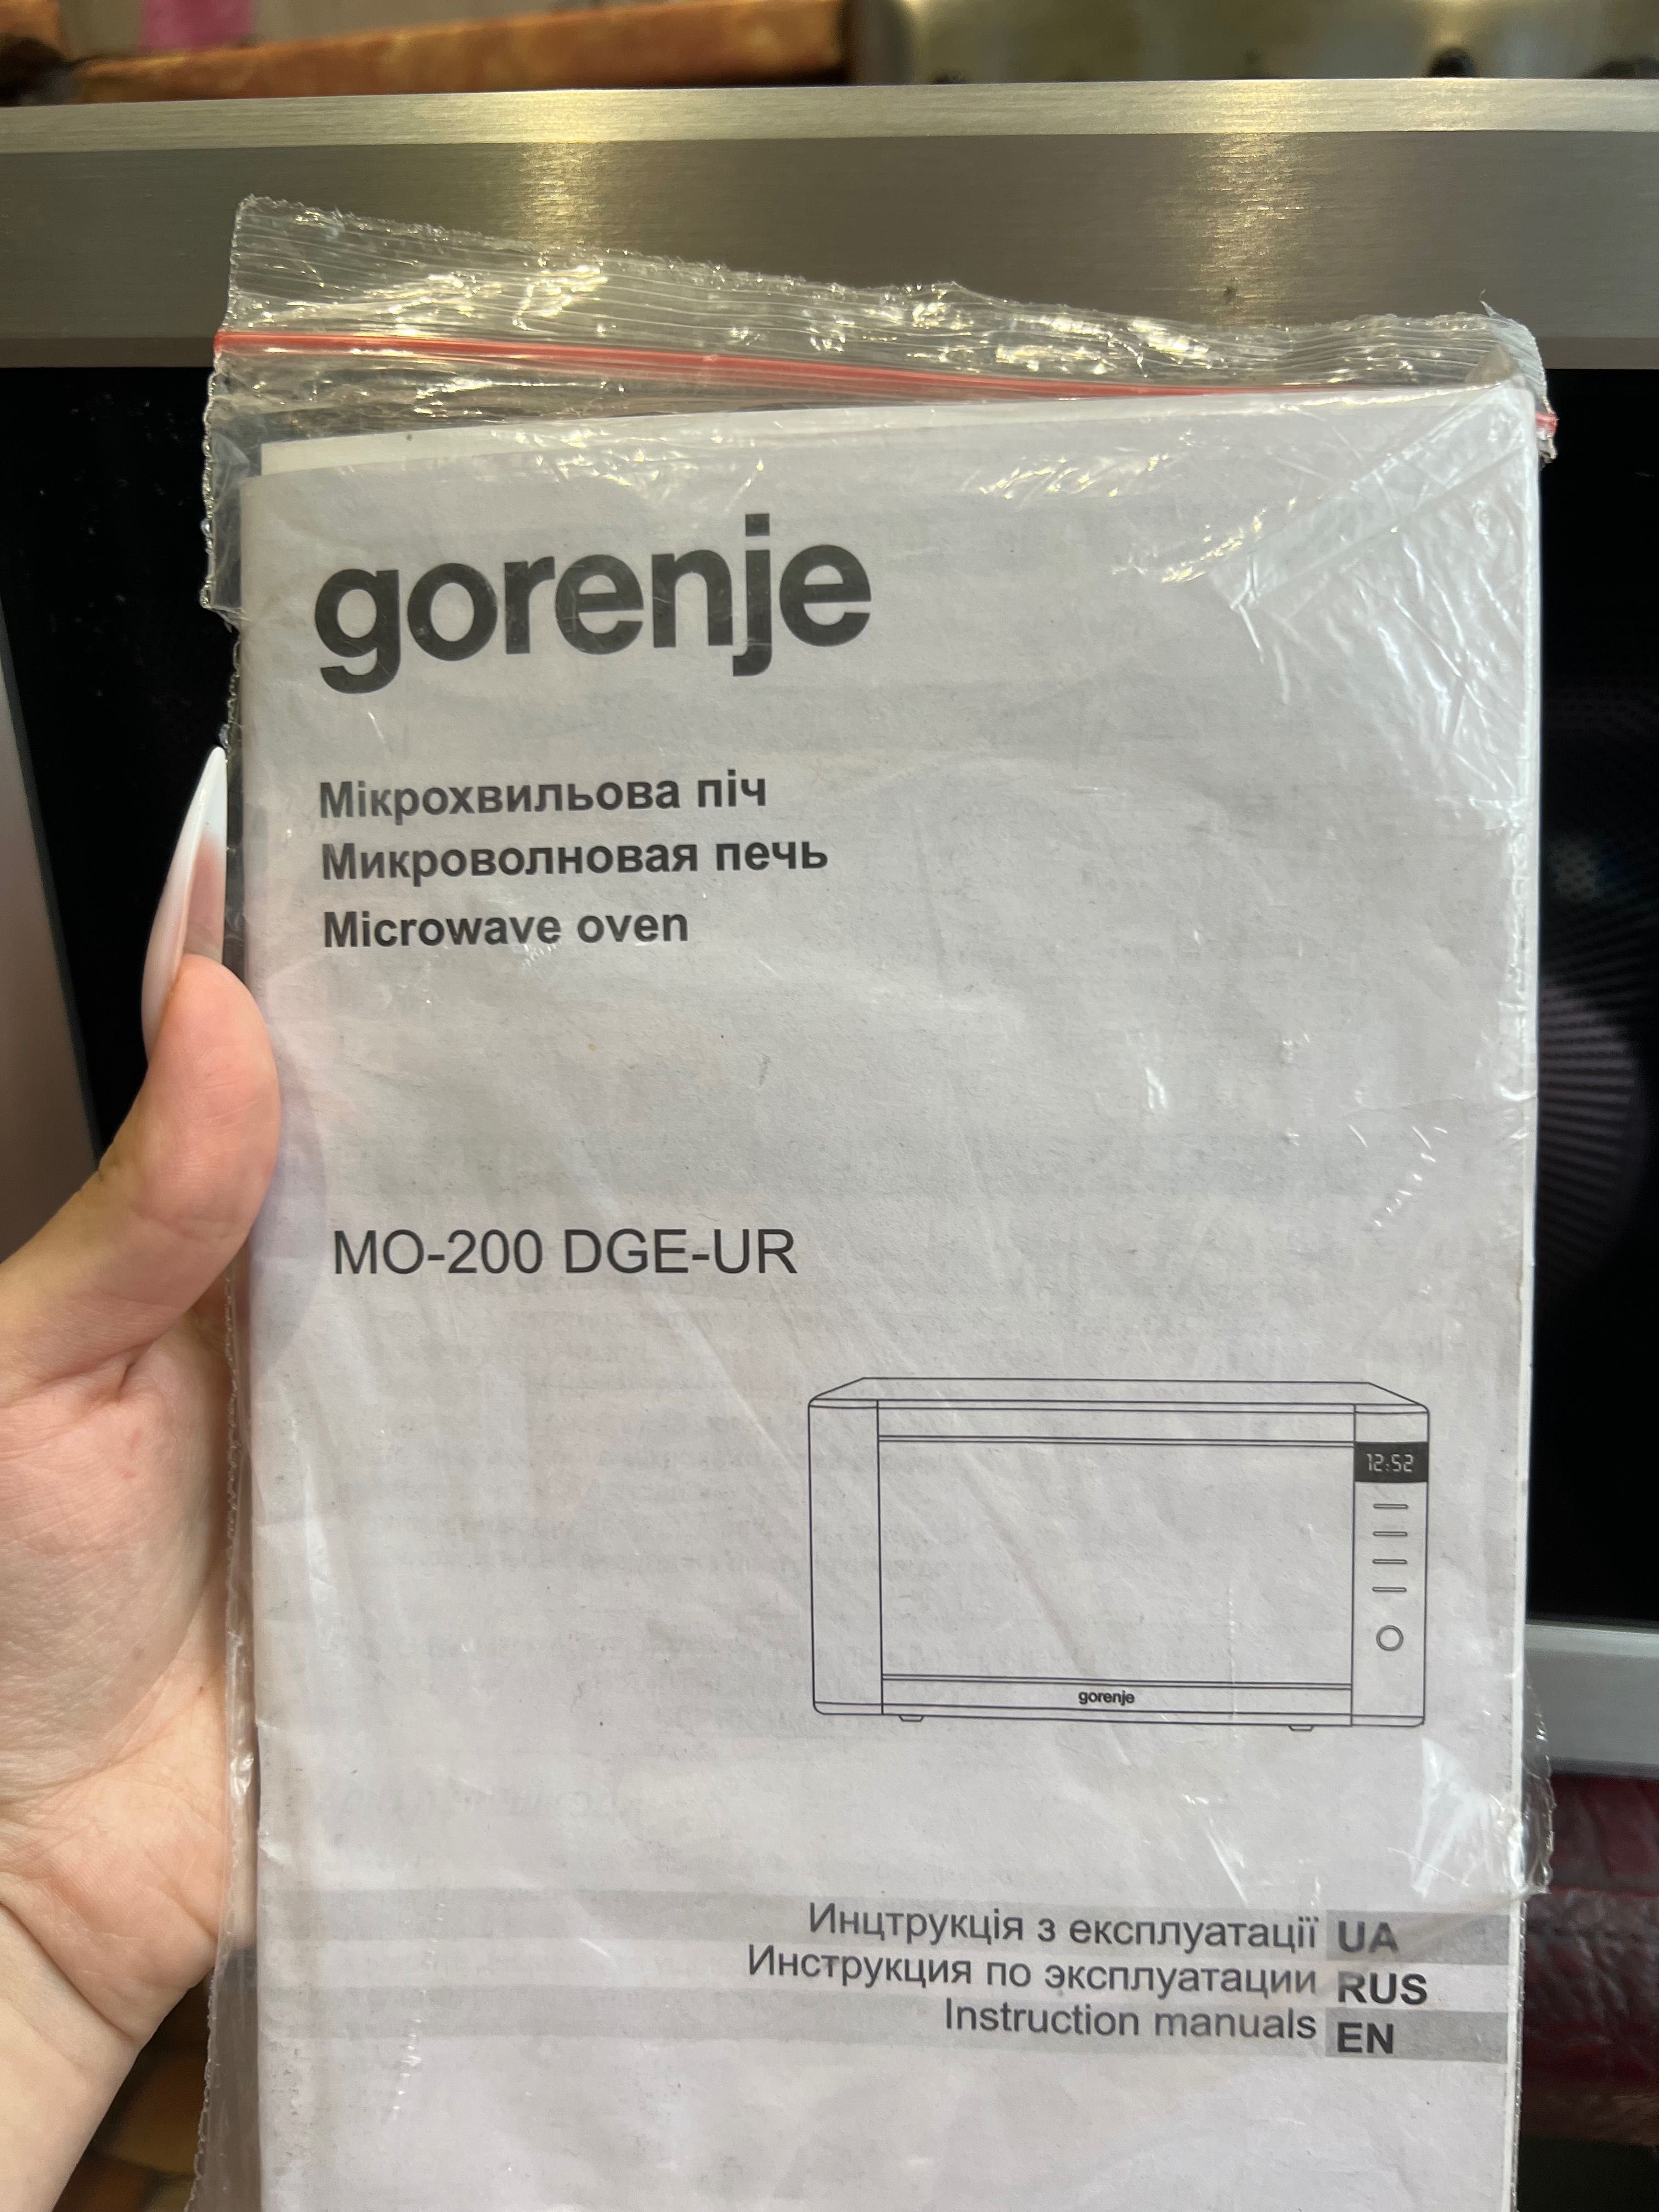 gorenje
Мікрохвильова піч
Микроволновая печь
Microwave oven
MO-200 DGE-UR
12:52
gorenje
Инцтрукція з експлуатації UA
Инструкция по эксплуатации RUS
Instruction manuals EN